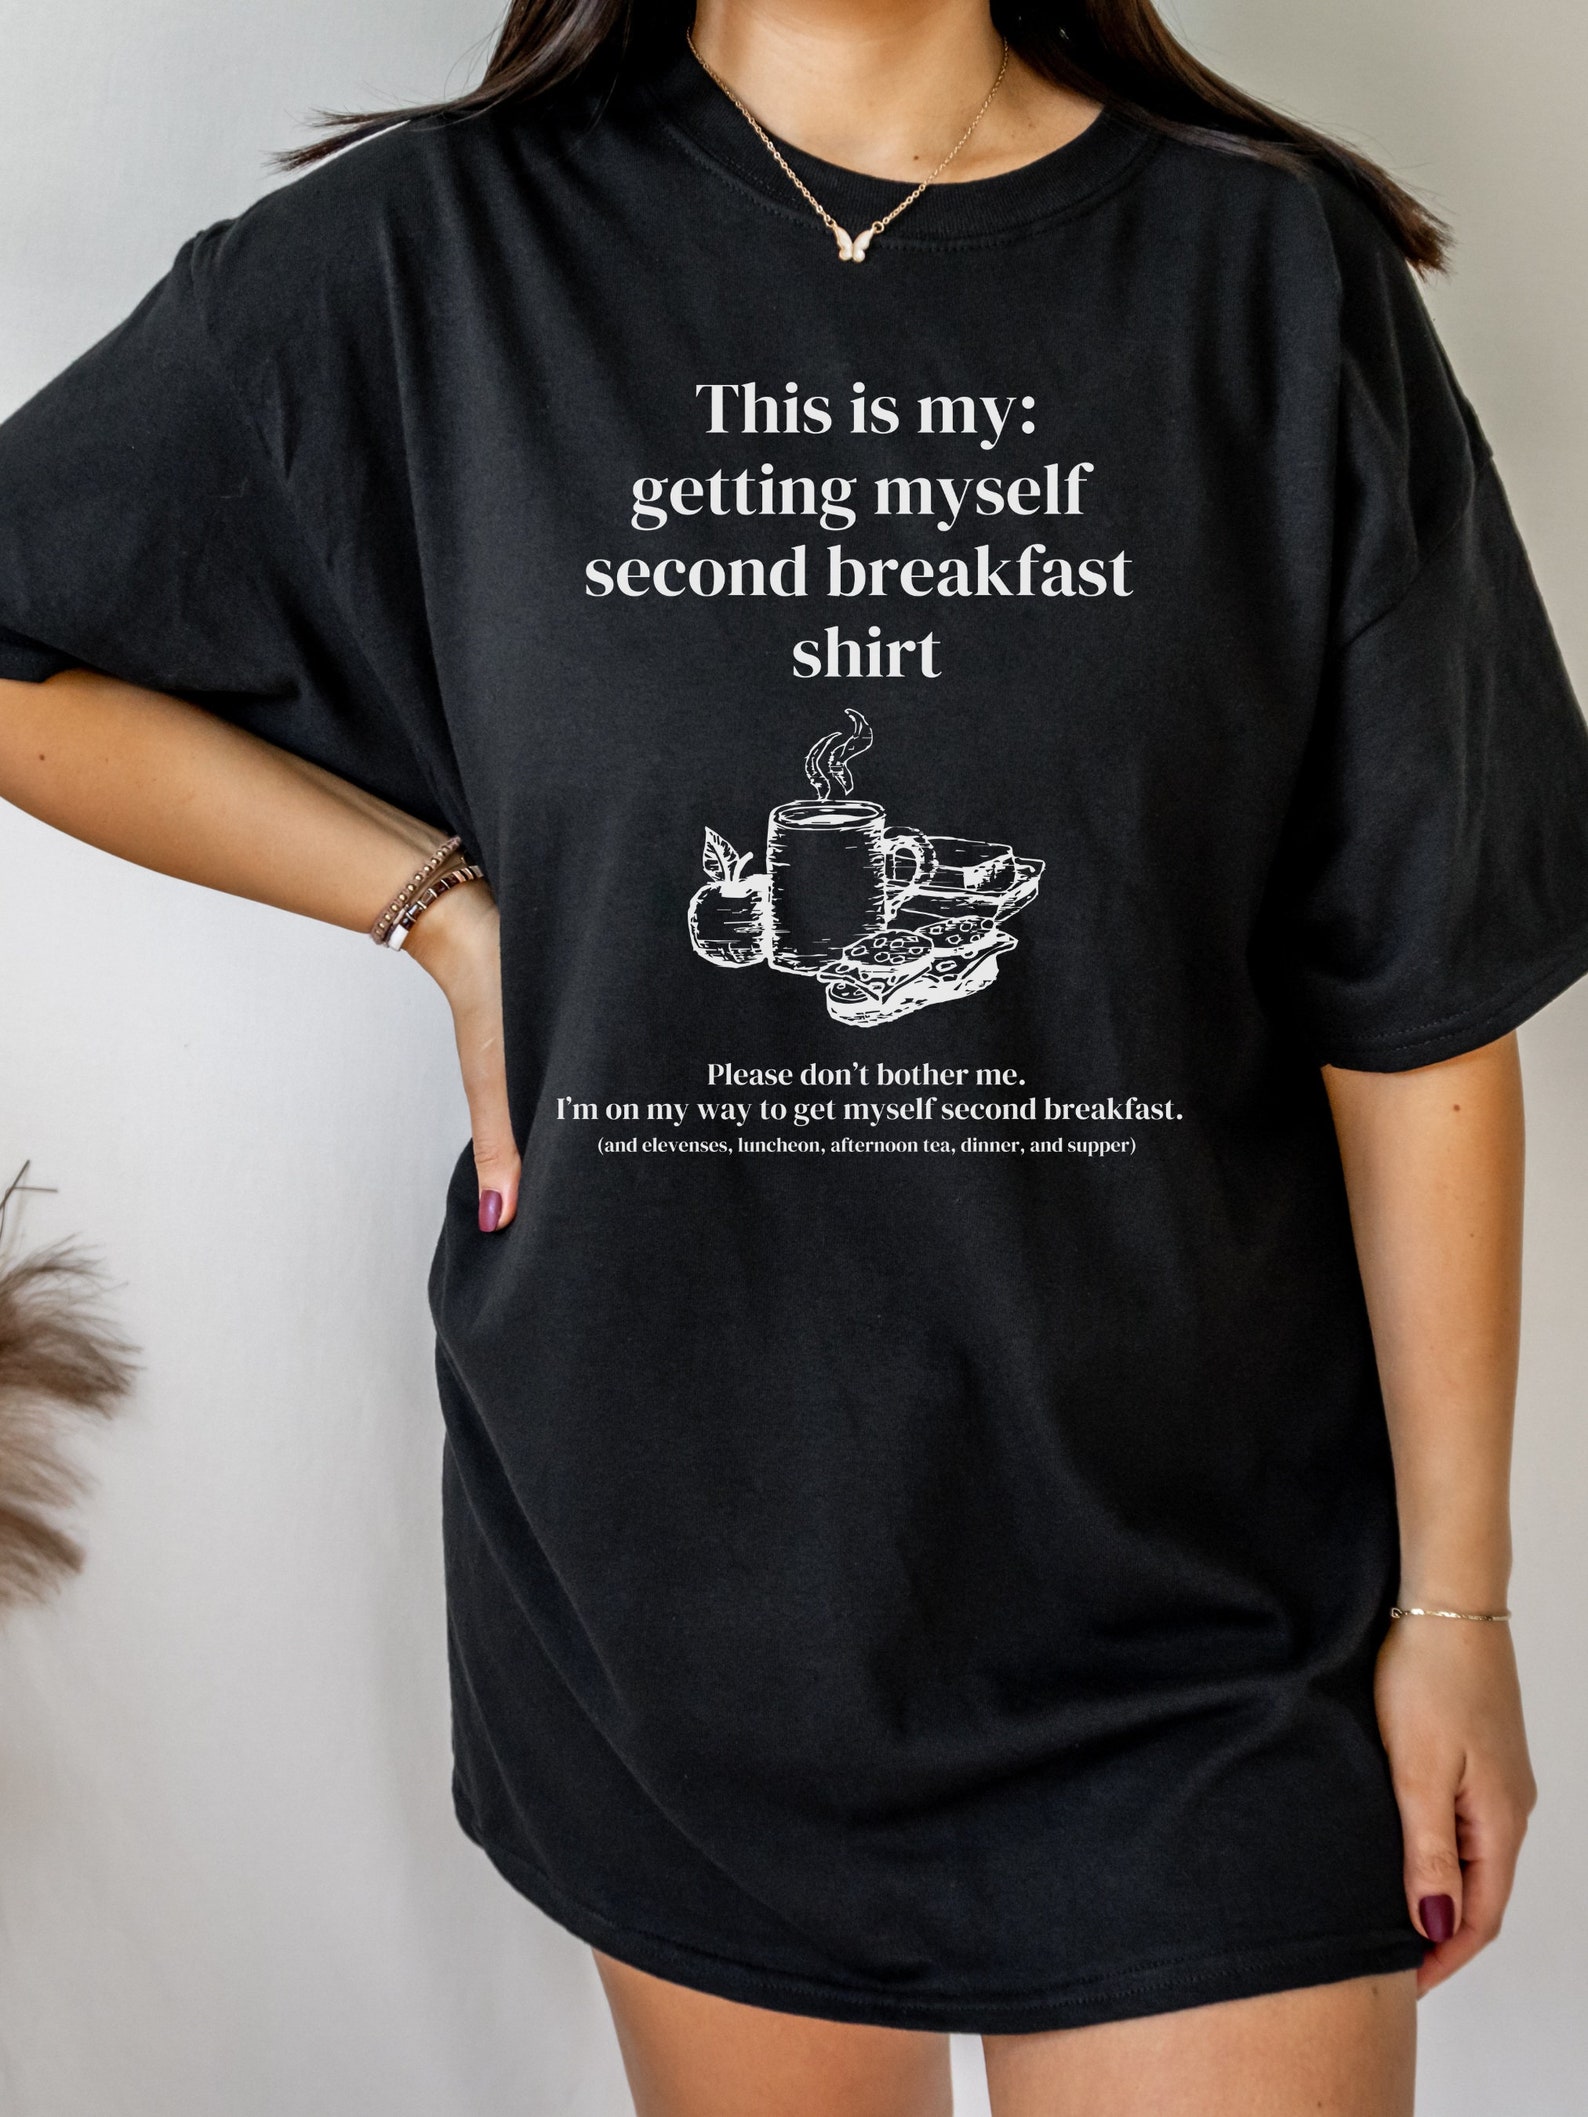 This is my:
getting myself
second breakfast
shirt
Please don't bother me.
I'm on my way to get myself second breakfast.
(and elevenses, luncheon, afternoon tea, dinner, and supper)